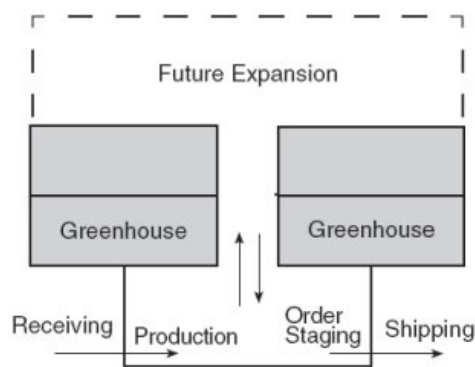 Future Expansion
Greenhouse
Greenhouse
Receiving
Production
Order
Staging
Shipping